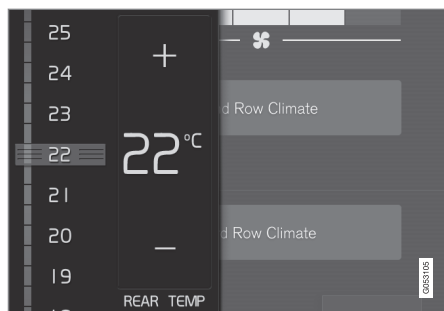 25
24
23
22
21
20
19
+
22°C
−
REAR TEMP
d Row Climate
d Row Climate
G053105